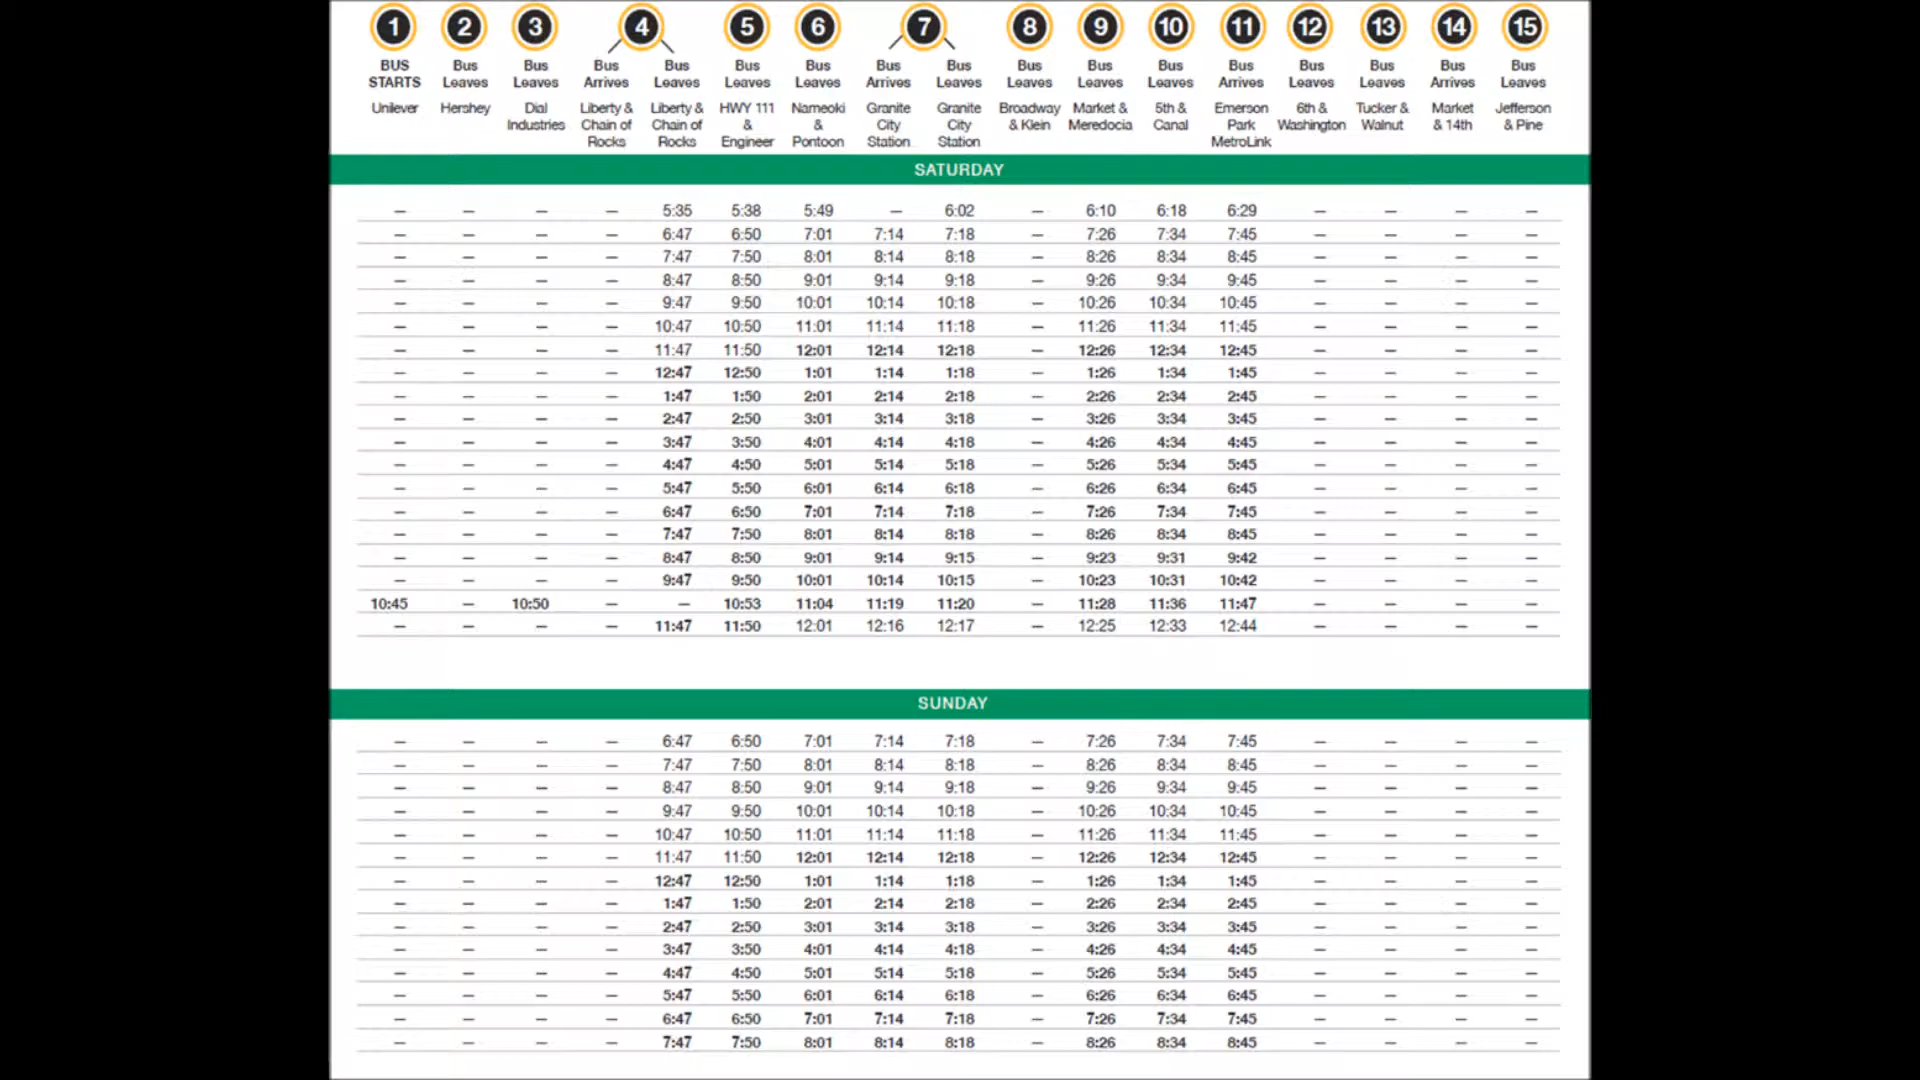 1 2 3 4 5 6 7 8 9 10 11 12 13 14 15
BUS Bus Bus Bus Bus Bus Bus Bus Bus Bus Bus Bus Bus Bus Bus Bus Bus
STARTS Leaves Leaves Arrives Leaves Leaves Leaves Arrives Leaves Leaves Leaves Leaves Arrives Leaves Leaves Arrives Leaves
Unilever Hershey Dial Liberty & Liberty & HWY 111 Nameoki Granite Granite Broadway Market & 5th & Emerson 6th & Tucker & Market Jefferson
Industries Chain of Chain of & & City City & Klein Meredocia Canal Park Washington Walnut & 14th & Pine
Rocks Rocks Engineer Pontoon Station Station MetroLink
SATURDAY
– – – – 5:35 5:38 5:49 – 6:02 – 6:10 6:18 6:29 – – – –
– – – – 6:47 6:50 7:01 7:14 7:18 – 7:26 7:34 7:45 – – – –
– – – – 7:47 7:50 8:01 8:14 8:18 – 8:26 8:34 8:45 – – – –
– – – – 8:47 8:50 9:01 9:14 9:18 – 9:26 9:34 9:45 – – – –
– – – – 9:47 9:50 10:01 10:14 10:18 – 10:26 10:34 10:45 – – – –
– – – – 10:47 10:50 11:01 11:14 11:18 – 11:26 11:34 11:45 – – – –
– – – – 11:47 11:50 12:01 12:14 12:18 – 12:26 12:34 12:45 – – – –
– – – – 12:47 12:50 1:01 1:14 1:18 – 1:26 1:34 1:45 – – – –
– – – – 1:47 1:50 2:01 2:14 2:18 – 2:26 2:34 2:45 – – – –
– – – – 2:47 2:50 3:01 3:14 3:18 – 3:26 3:34 3:45 – – – –
– – – – 3:47 3:50 4:01 4:14 4:18 – 4:26 4:34 4:45 – – – –
– – – – 4:47 4:50 5:01 5:14 5:18 – 5:26 5:34 5:45 – – – –
– – – – 5:47 5:50 6:01 6:14 6:18 – 6:26 6:34 6:45 – – – –
– – – – 6:47 6:50 7:01 7:14 7:18 – 7:26 7:34 7:45 – – – –
– – – – 7:47 7:50 8:01 8:14 8:18 – 8:26 8:34 8:45 – – – –
– – – – 8:47 8:50 9:01 9:14 9:15 – 9:23 9:31 9:42 – – – –
– – – – 9:47 9:50 10:01 10:14 10:15 – 10:23 10:31 10:42 – – – –
10:45 – 10:50 – – 10:53 11:04 11:19 11:20 – 11:28 11:36 11:47 – – – –
– – – – 11:47 11:50 12:01 12:16 12:17 – 12:25 12:33 12:44 – – – –
SUNDAY
– – – – 6:47 6:50 7:01 7:14 7:18 – 7:26 7:34 7:45 – – – –
– – – – 7:47 7:50 8:01 8:14 8:18 – 8:26 8:34 8:45 – – – –
– – – – 8:47 8:50 9:01 9:14 9:18 – 9:26 9:34 9:45 – – – –
– – – – 9:47 9:50 10:01 10:14 10:18 – 10:26 10:34 10:45 – – – –
– – – – 10:47 10:50 11:01 11:14 11:18 – 11:26 11:34 11:45 – – – –
– – – – 11:47 11:50 12:01 12:14 12:18 – 12:26 12:34 12:45 – – – –
– – – – 12:47 12:50 1:01 1:14 1:18 – 1:26 1:34 1:45 – – – –
– – – – 1:47 1:50 2:01 2:14 2:18 – 2:26 2:34 2:45 – – – –
– – – – 2:47 2:50 3:01 3:14 3:18 – 3:26 3:34 3:45 – – – –
– – – – 3:47 3:50 4:01 4:14 4:18 – 4:26 4:34 4:45 – – – –
– – – – 4:47 4:50 5:01 5:14 5:18 – 5:26 5:34 5:45 – – – –
– – – – 5:47 5:50 6:01 6:14 6:18 – 6:26 6:34 6:45 – – – –
– – – – 6:47 6:50 7:01 7:14 7:18 – 7:26 7:34 7:45 – – – –
– – – – 7:47 7:50 8:01 8:14 8:18 – 8:26 8:34 8:45 – – – –